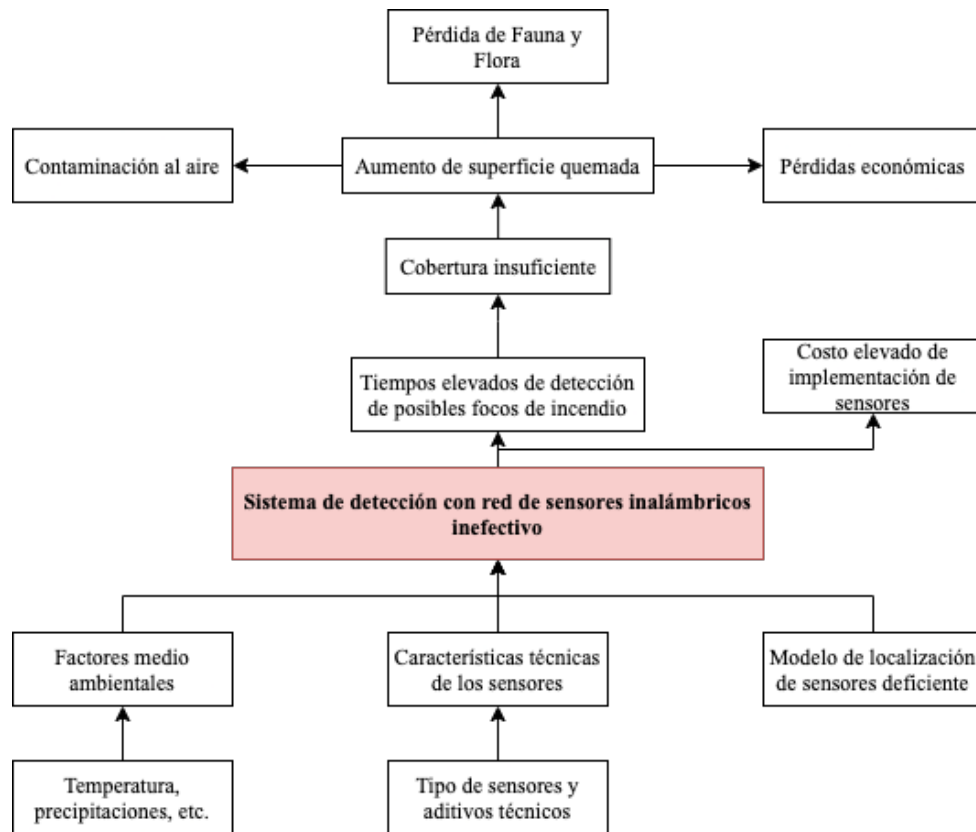 Pérdida de Fauna y
Flora
Contaminación al aire
Aumento de superficie quemada
Pérdidas económicas
Cobertura insuficiente
Tiempos elevados de detección
de posibles focos de incendio
Costo elevado de
implementación de
sensores
Sistema de detección con red de sensores inalámbricos
inefectivo
Factores medio
ambientales
Características técnicas
de los sensores
Modelo de localización
de sensores deficiente
Temperatura,
precipitaciones, etc.
Tipo de sensores y
aditivos técnicos